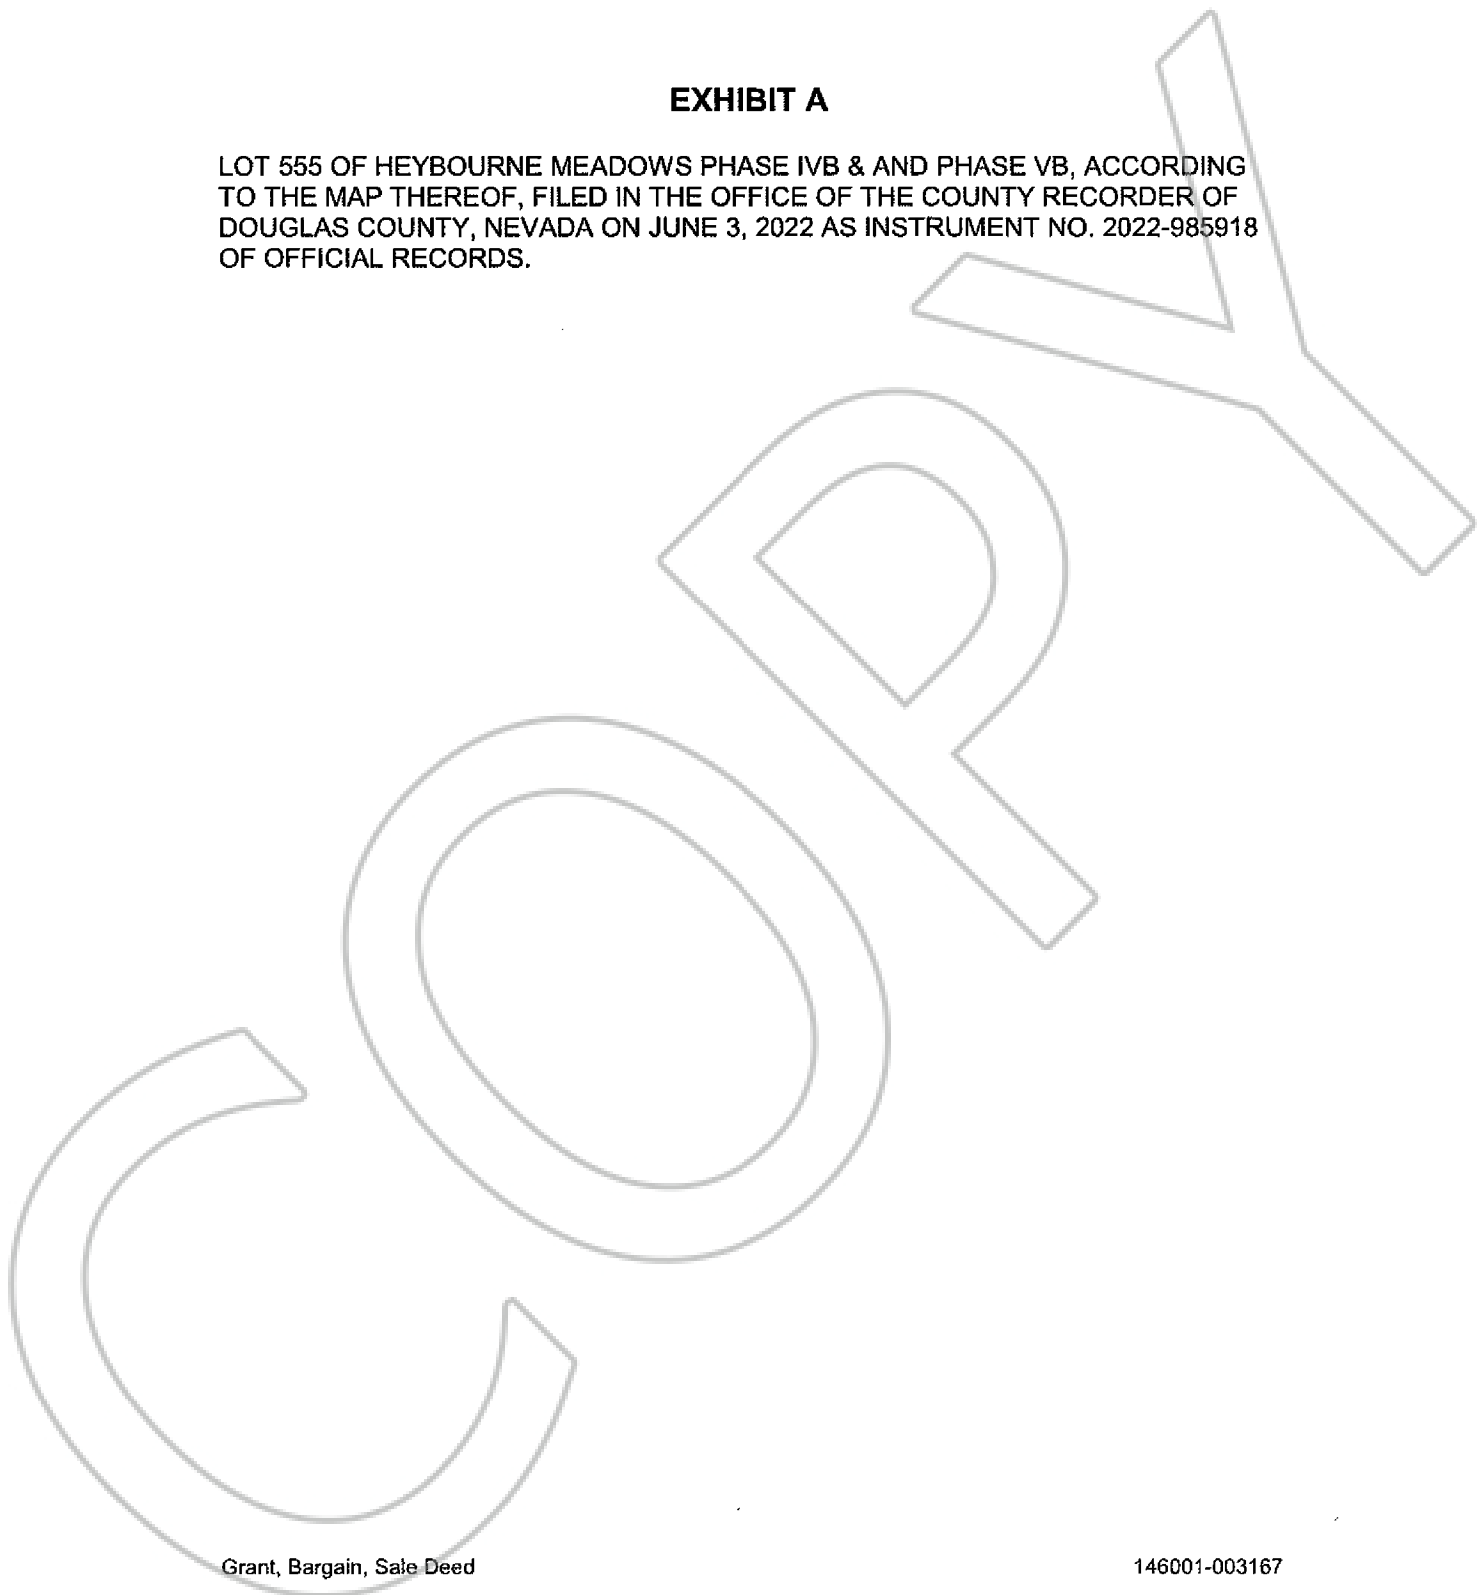 EXHIBIT A
LOT 555 OF HEYBOURNE MEADOWS PHASE IVB & AND PHASE VB, ACCORDING
TO THE MAP THEREOF, FILED IN THE OFFICE OF THE COUNTY RECORDER OF
DOUGLAS COUNTY, NEVADA ON JUNE 3, 2022 AS INSTRUMENT NO. 2022-985918
OF OFFICIAL RECORDS.
COPY
Grant, Bargain, Sale Deed
146001-003167